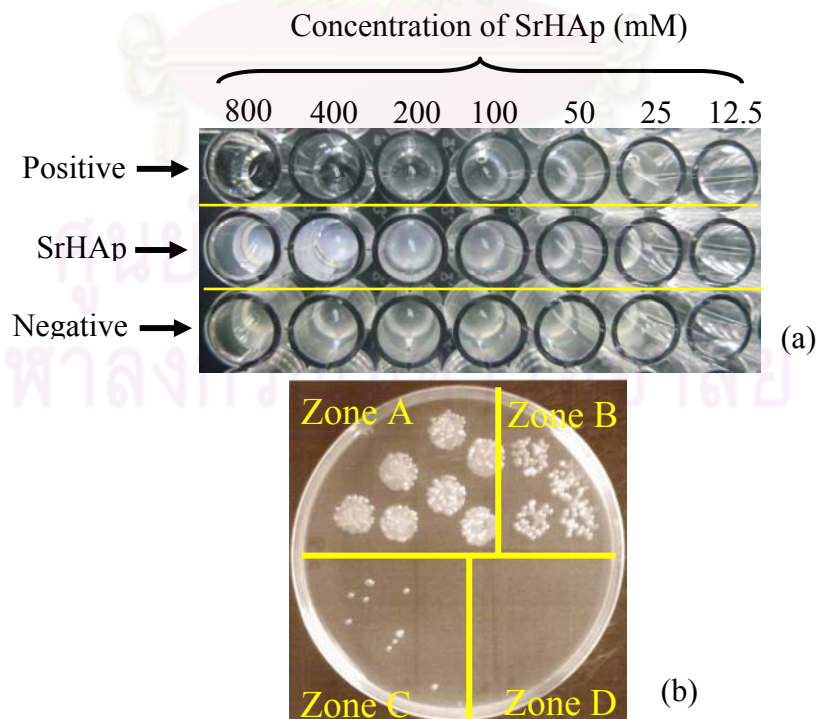 Concentration of SrHAp (mM)
800 400 200 100 50 25 12.5
Positive
SrHAp
Negative
(a)
Zone A
Zone B
Zone C
Zone D
(b)